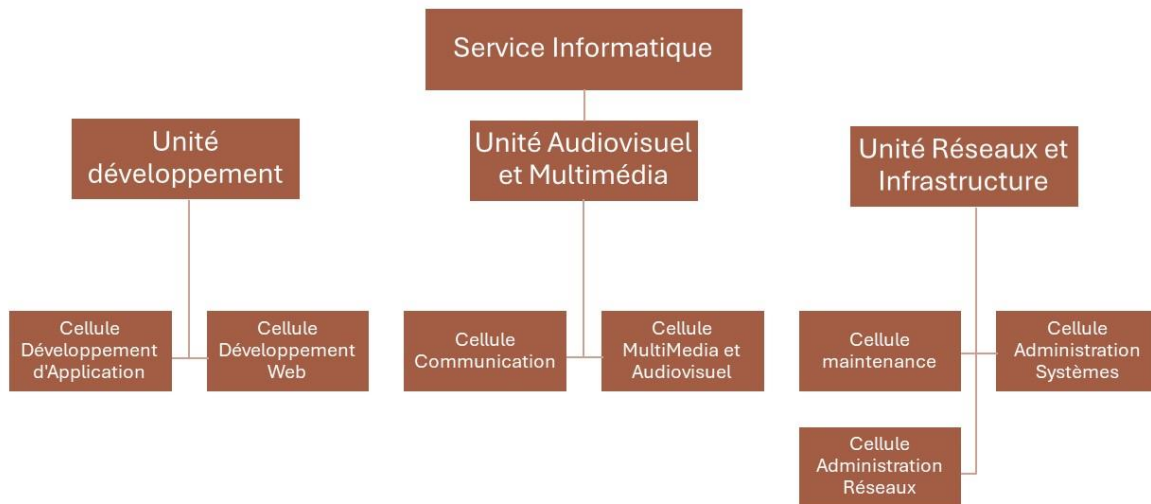 Service Informatique
Unité
développement
Unité Audiovisuel
et Multimédia
Unité Réseaux et
Infrastructure
Cellule
Développement
d'Application
Cellule
Développement
Web
Cellule
Communication
Cellule
MultiMedia et
Audiovisuel
Cellule
maintenance
Cellule
Administration
Systèmes
Cellule
Administration
Réseaux